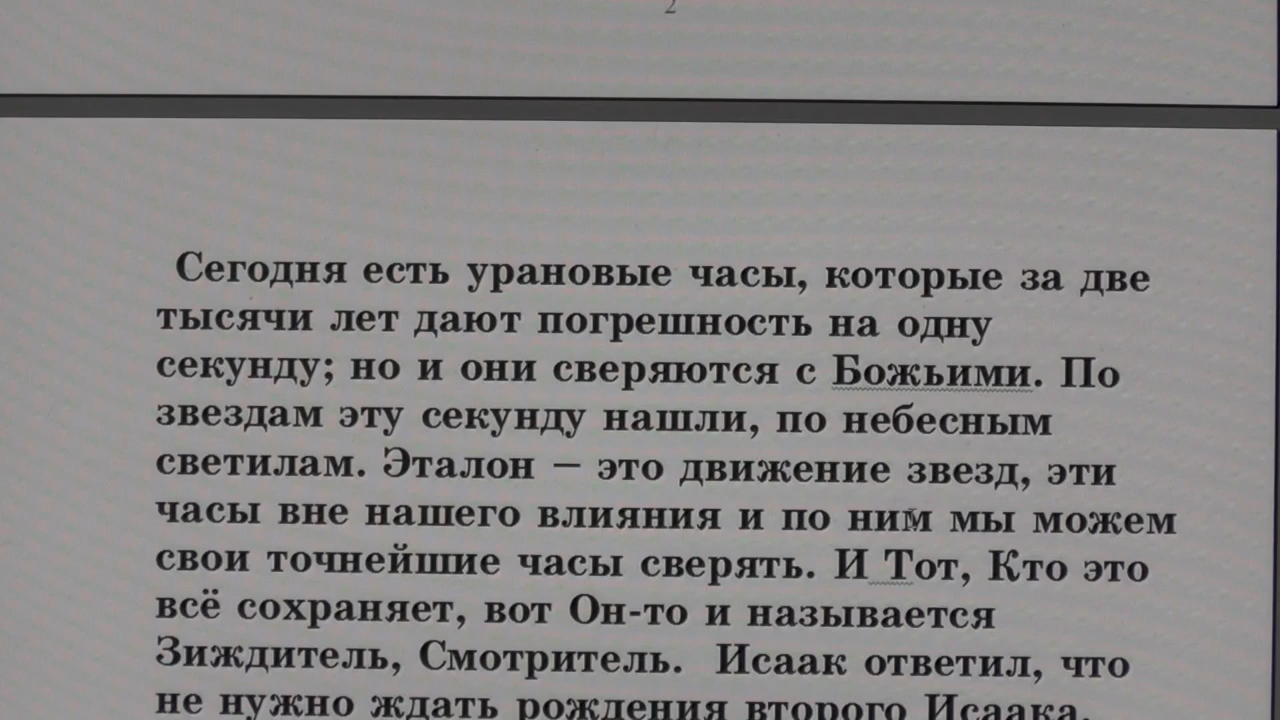 2
Сегодня есть урановые часы, которые за две
тысячи лет дают погрешность на одну
секунду; но и они сверяются с Божьими. По
звездам эту секунду нашли, по небесным
светилам. Эталон – это движение звезд, эти
часы вне нашего влияния и по ним мы можем
свои точнейшие часы сверять. И Тот, Кто это
всё сохраняет, вот Он-то и называется
Зиждитель, Смотритель. Исаак ответил, что
не нужно ждать рождения второго Исаака.